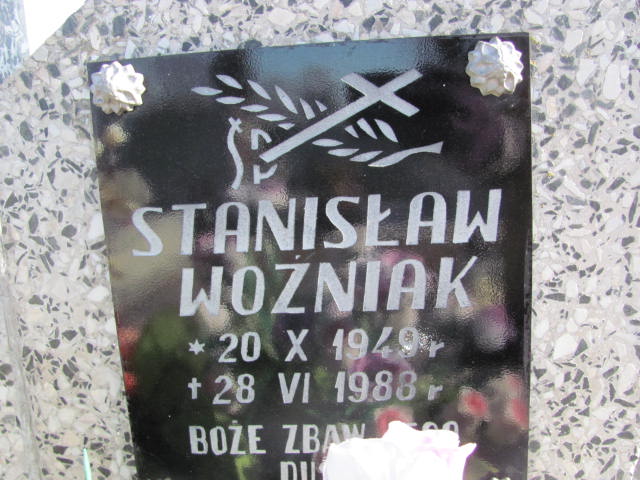 Ś P
STANISŁAW
WOŹNIAK
* 20 X 1949 r
† 28 VI 1988 r
BOŻE ZBAW